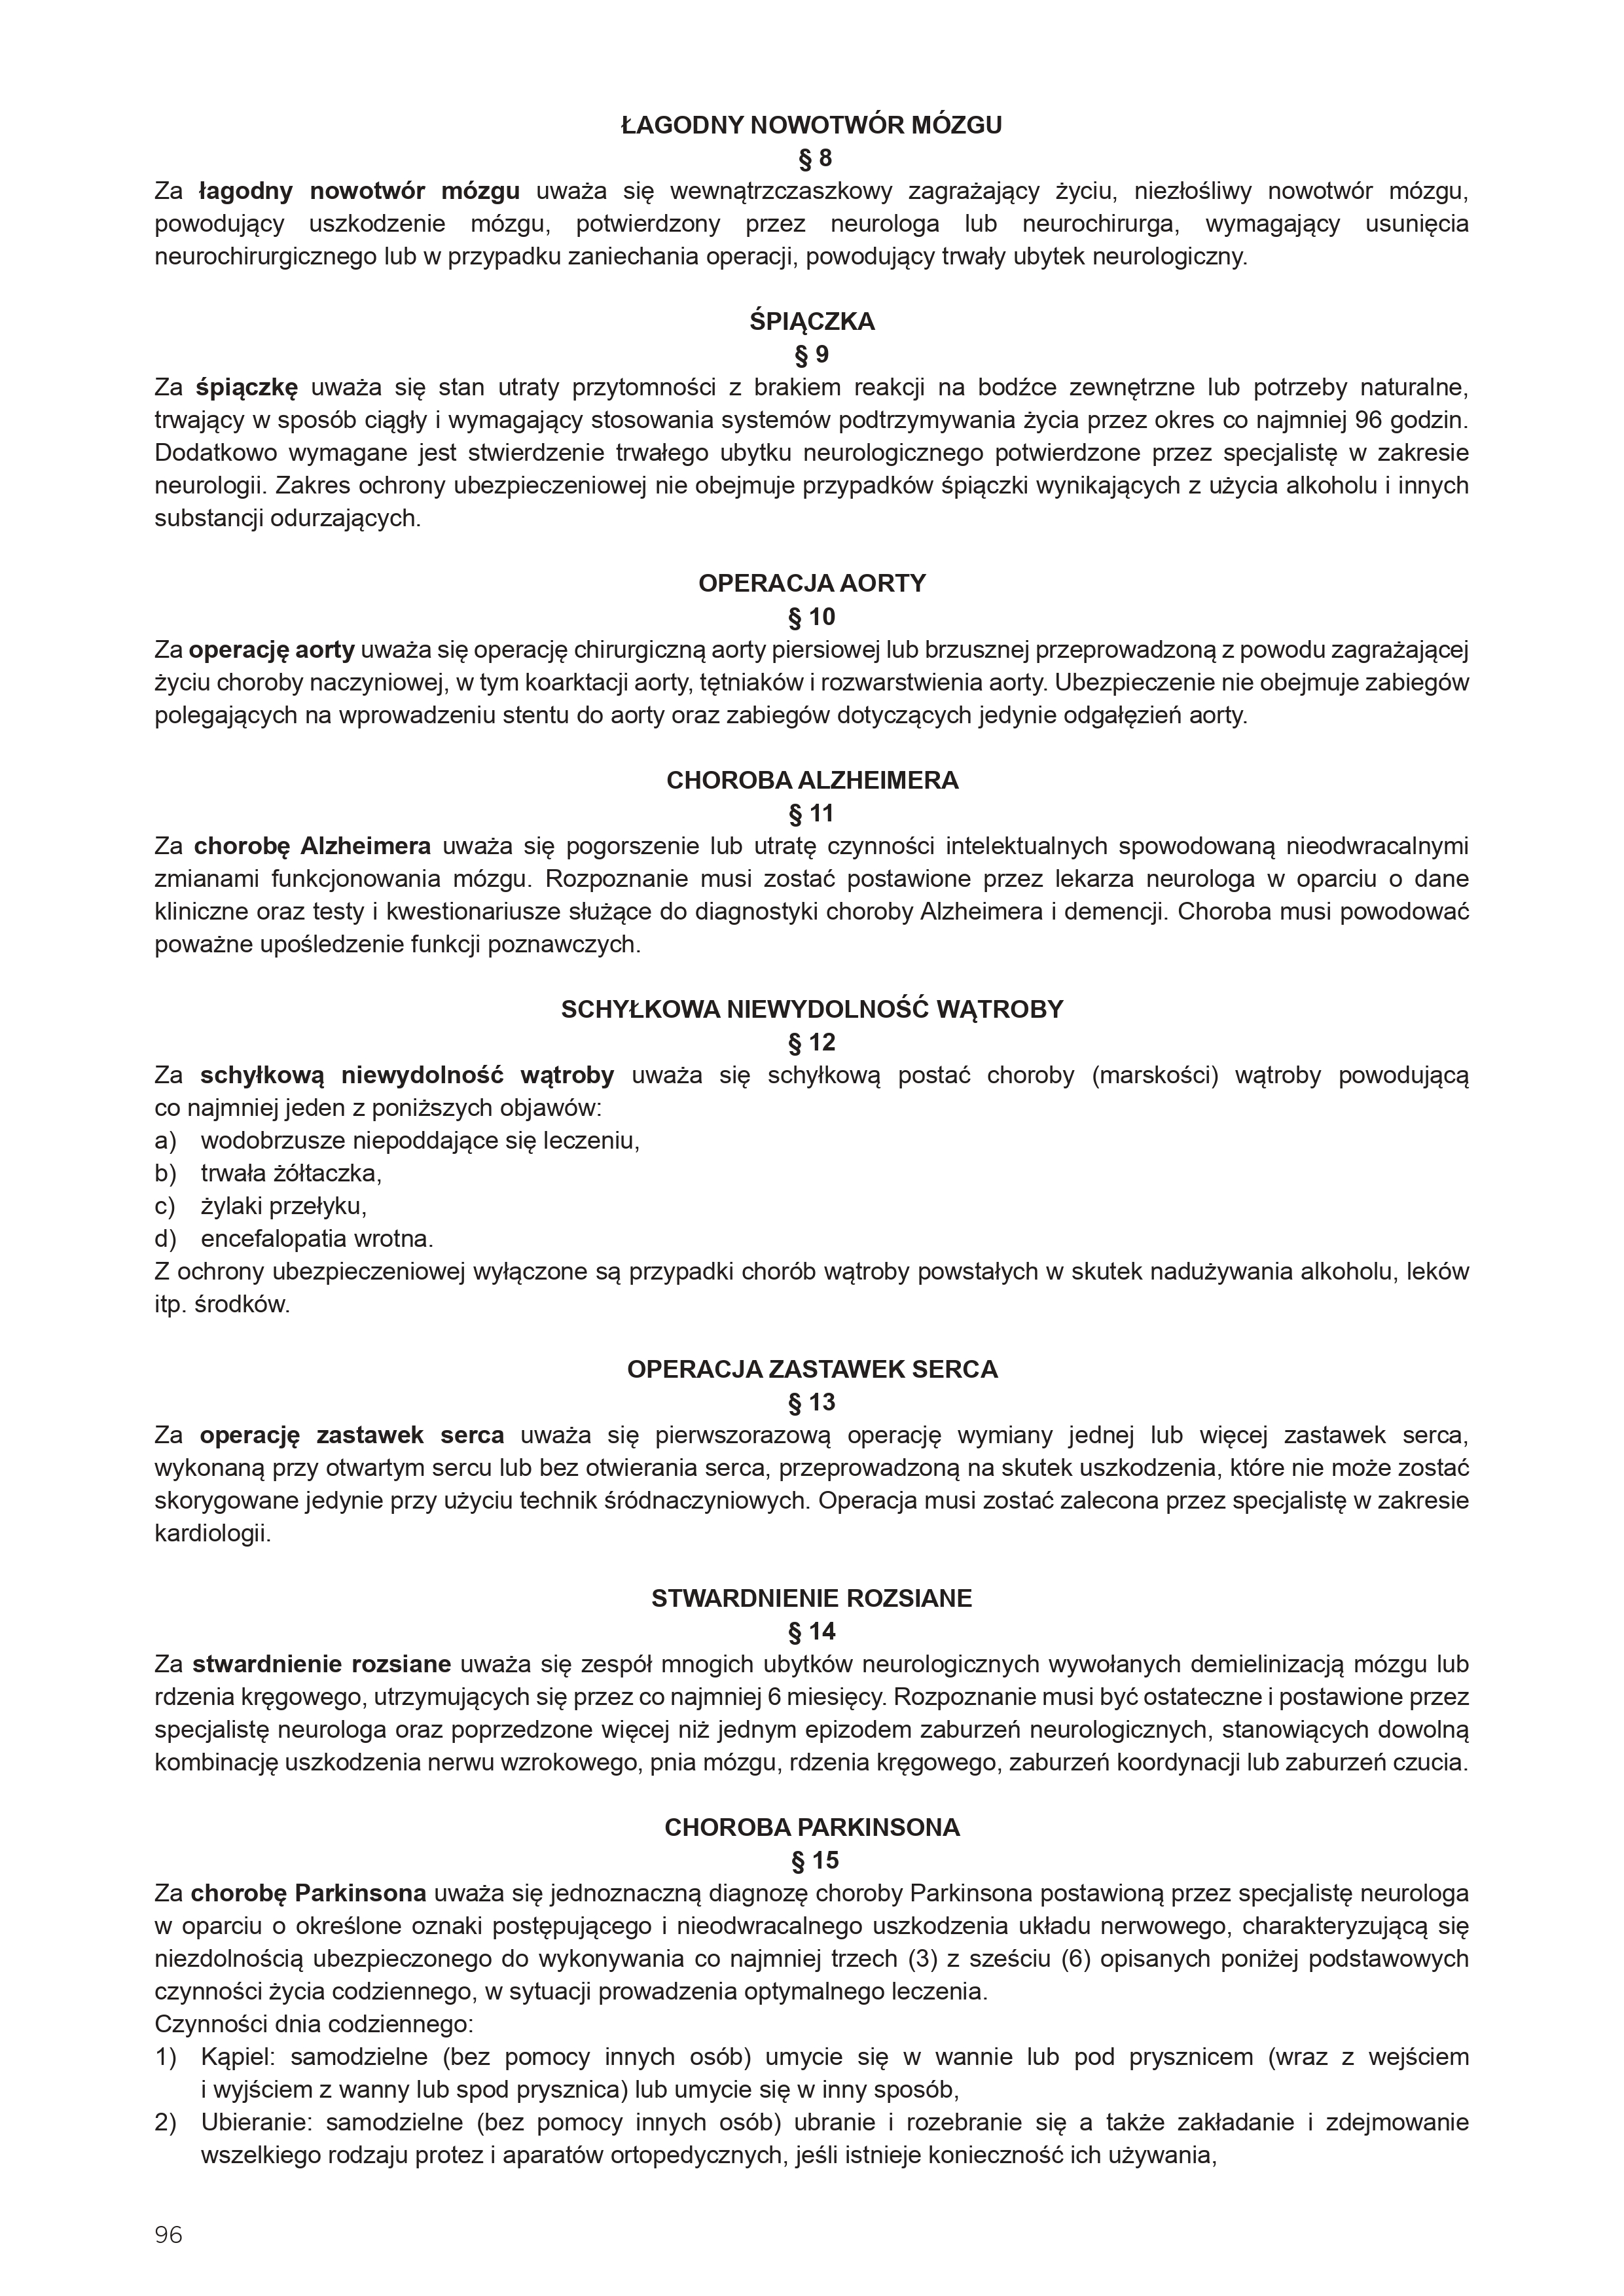 ŁAGODNY NOWOTWÓR MÓZGU
§ 8
Za łagodny nowotwór mózgu uważa się wewnątrzczaszkowy zagrażający życiu, niezłośliwy nowotwór mózgu,
powodujący uszkodzenie mózgu, potwierdzony przez neurologa lub neurochirurga, wymagający usunięcia
neurochirurgicznego lub w przypadku zaniechania operacji, powodujący trwały ubytek neurologiczny.
ŚPIĄCZKA
§ 9
Za śpiączkę uważa się stan utraty przytomności z brakiem reakcji na bodźce zewnętrzne lub potrzeby naturalne,
trwający w sposób ciągły i wymagający stosowania systemów podtrzymywania życia przez okres co najmniej 96 godzin.
Dodatkowo wymagane jest stwierdzenie trwałego ubytku neurologicznego potwierdzone przez specjalistę w zakresie
neurologii. Zakres ochrony ubezpieczeniowej nie obejmuje przypadków śpiączki wynikających z użycia alkoholu i innych
substancji odurzających.
OPERACJA AORTY
§ 10
Za operację aorty uważa się operację chirurgiczną aorty piersiowej lub brzusznej przeprowadzoną z powodu zagrażającej
życiu choroby naczyniowej, w tym koarktacji aorty, tętniaków i rozwarstwienia aorty. Ubezpieczenie nie obejmuje zabiegów
polegających na wprowadzeniu stentu do aorty oraz zabiegów dotyczących jedynie odgałęzień aorty.
CHOROBA ALZHEIMERA
§ 11
Za chorobę Alzheimera uważa się pogorszenie lub utratę czynności intelektualnych spowodowaną nieodwracalnymi
zmianami funkcjonowania mózgu. Rozpoznanie musi zostać postawione przez lekarza neurologa w oparciu o dane
kliniczne oraz testy i kwestionariusze służące do diagnostyki choroby Alzheimera i demencji. Choroba musi powodować
poważne upośledzenie funkcji poznawczych.
SCHYŁKOWA NIEWYDOLNOŚĆ WĄTROBY
§ 12
Za schyłkową niewydolność wątroby uważa się schyłkową postać choroby (marskości) wątroby powodującą
co najmniej jeden z poniższych objawów:
a) wodobrzusze niepoddające się leczeniu,
b) trwała żółtaczka,
c) żylaki przełyku,
d) encefalopatia wrotna.
Z ochrony ubezpieczeniowej wyłączone są przypadki chorób wątroby powstałych w skutek nadużywania alkoholu, leków
itp. środków.
OPERACJA ZASTAWEK SERCA
§ 13
Za operację zastawek serca uważa się pierwszorazową operację wymiany jednej lub więcej zastawek serca,
wykonaną przy otwartym sercu lub bez otwierania serca, przeprowadzoną na skutek uszkodzenia, które nie może zostać
skorygowane jedynie przy użyciu technik śródnaczyniowych. Operacja musi zostać zalecona przez specjalistę w zakresie
kardiologii.
STWARDNIENIE ROZSIANE
§ 14
Za stwardnienie rozsiane uważa się zespół mnogich ubytków neurologicznych wywołanych demielinizacją mózgu lub
rdzenia kręgowego, utrzymujących się przez co najmniej 6 miesięcy. Rozpoznanie musi być ostateczne i postawione przez
specjalistę neurologa oraz poprzedzone więcej niż jednym epizodem zaburzeń neurologicznych, stanowiących dowolną
kombinację uszkodzenia nerwu wzrokowego, pnia mózgu, rdzenia kręgowego, zaburzeń koordynacji lub zaburzeń czucia.
CHOROBA PARKINSONA
§ 15
Za chorobę Parkinsona uważa się jednoznaczną diagnozę choroby Parkinsona postawioną przez specjalistę neurologa
w oparciu o określone oznaki postępującego i nieodwracalnego uszkodzenia układu nerwowego, charakteryzującą się
niezdolnością ubezpieczonego do wykonywania co najmniej trzech (3) z sześciu (6) opisanych poniżej podstawowych
czynności życia codziennego, w sytuacji prowadzenia optymalnego leczenia.
Czynności dnia codziennego:
1) Kąpiel: samodzielne (bez pomocy innych osób) umycie się w wannie lub pod prysznicem (wraz z wejściem
i wyjściem z wanny lub spod prysznica) lub umycie się w inny sposób,
2) Ubieranie: samodzielne (bez pomocy innych osób) ubranie i rozebranie się a także zakładanie i zdejmowanie
wszelkiego rodzaju protez i aparatów ortopedycznych, jeśli istnieje konieczność ich używania,
96